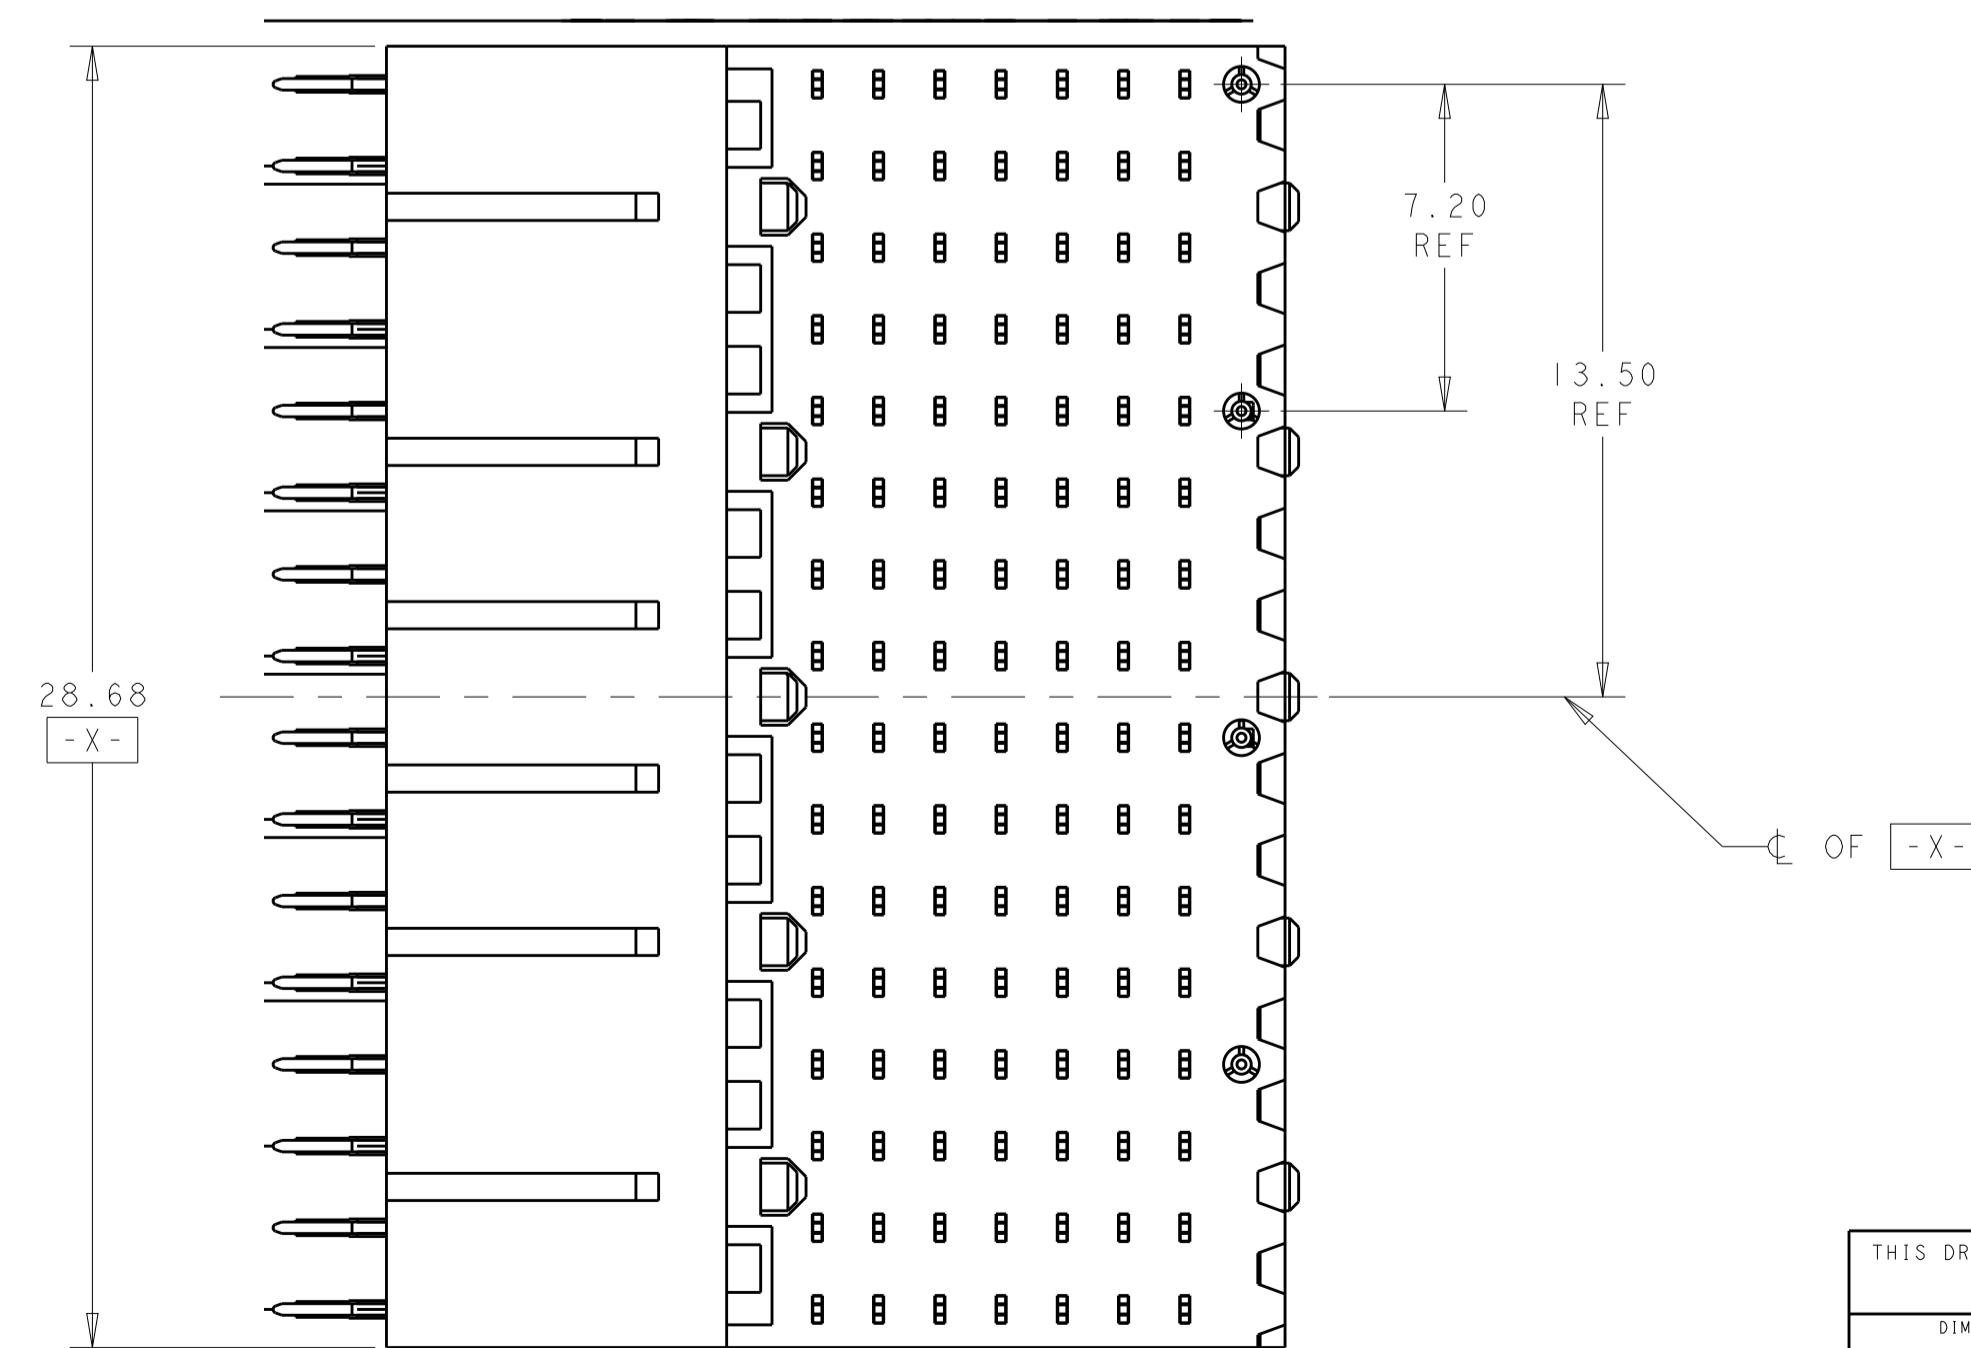 7.20
REF
13.50
REF
28.68
-X-
℄ OF -X-
THIS DR
DIM